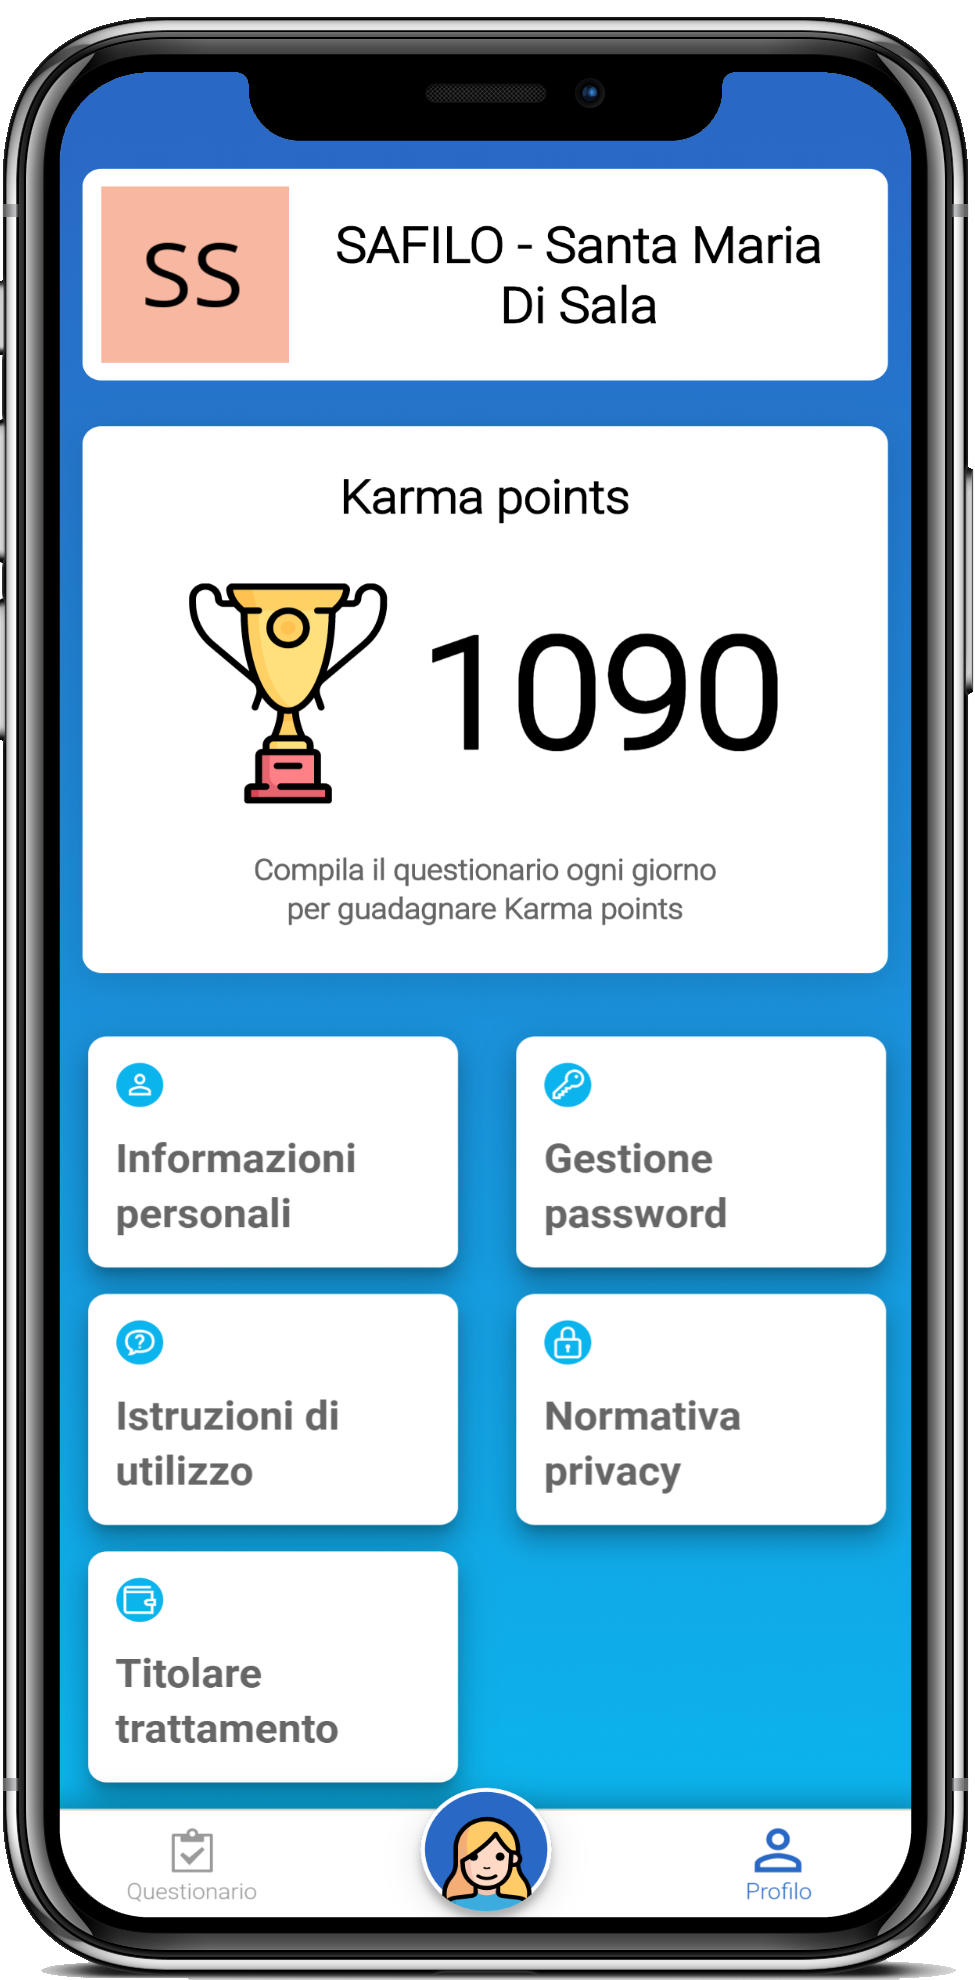 SS
SAFILO - Santa Maria
Di Sala
Karma points
1090
Compila il questionario ogni giorno
per guadagnare Karma points
Informazioni
personali
Gestione
password
Istruzioni di
utilizzo
Normativa
privacy
Titolare
trattamento
Questionario
Profilo